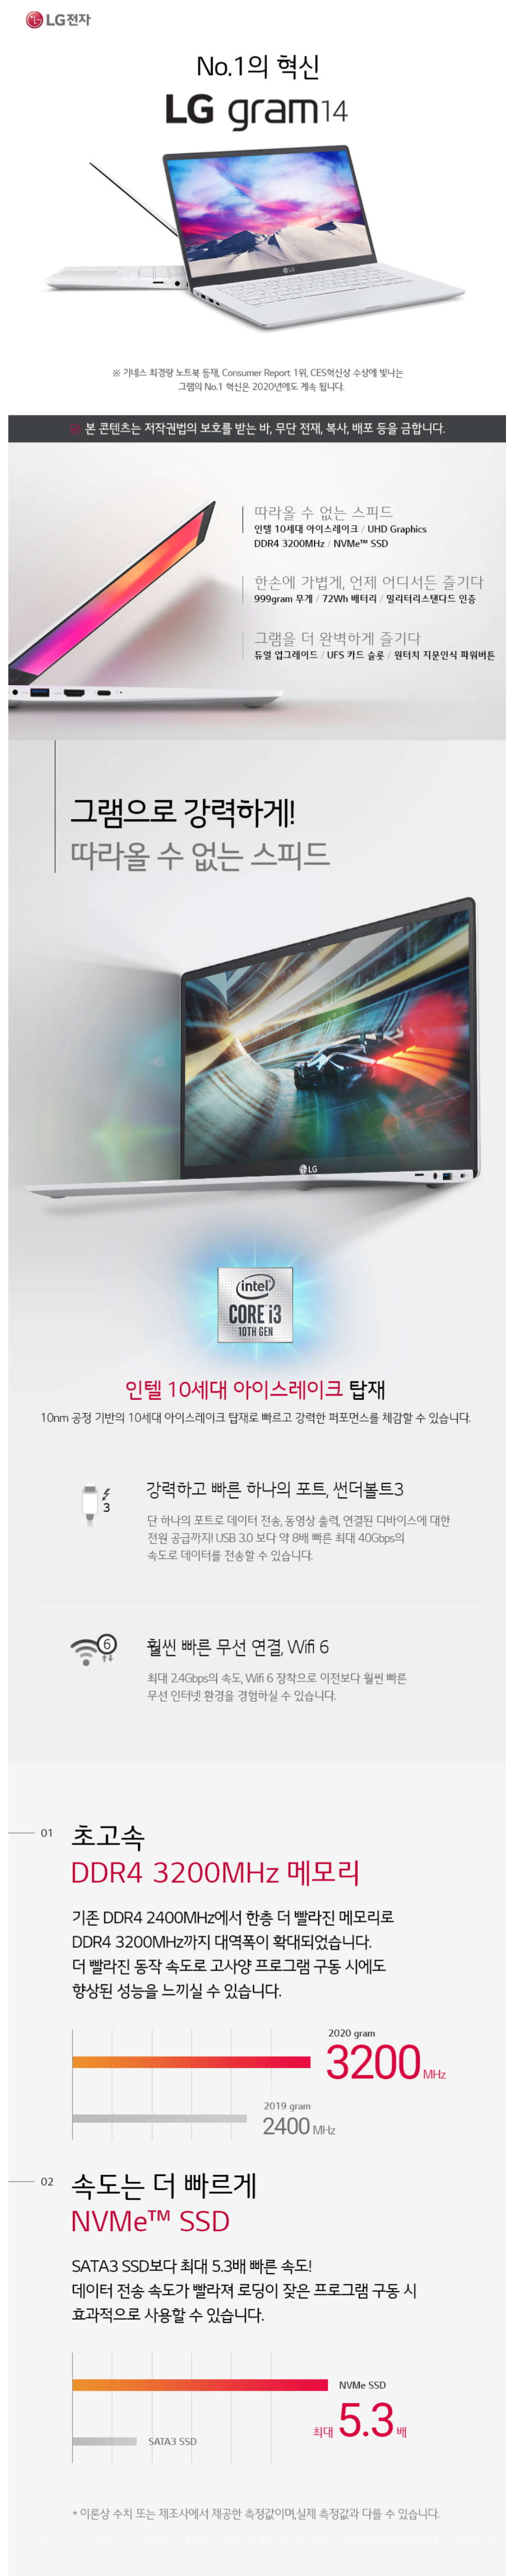 LG전자
No.1의 혁신
LG gram14
LG
※ 기네스 최경량 노트북 등재, Consumer Report 1위, CES혁신상 수상에 빛나는
그램의 No.1 혁신은 2020년에도 계속 됩니다.
본 콘텐츠는 저작권법의 보호를 받는 바, 무단 전재, 복사, 배포 등을 금합니다.
따라올 수 없는 스피드
인텔 10세대 아이스레이크 / UHD Graphics
DDR4 3200MHz / NVMe™ SSD
한손에 가볍게, 언제 어디서든 즐기다
999gram 무게 / 72Wh 배터리 / 밀리터리스탠다드 인증
그램을 더 완벽하게 즐기다
듀얼 업그레이드 / UFS 카드 슬롯 / 원터치 지문인식 파워버튼
그램으로 강력하게!
따라올 수 없는 스피드
LG
intel
CORE i3
10TH GEN
인텔 10세대 아이스레이크 탑재
10nm 공정 기반의 10세대 아이스레이크 탑재로 빠르고 강력한 퍼포먼스를 체감할 수 있습니다.
3
강력하고 빠른 하나의 포트, 썬더볼트3
단 하나의 포트로 데이터 전송, 동영상 출력, 연결된 디바이스에 대한
전원 공급까지! USB 3.0 보다 약 8배 빠른 최대 40Gbps의
속도로 데이터를 전송할 수 있습니다.
6
훨씬 빠른 무선 연결, Wifi 6
최대 2.4Gbps의 속도, Wifi 6 장착으로 이전보다 훨씬 빠른
무선 인터넷 환경을 경험하실 수 있습니다.
01
초고속
DDR4 3200MHz 메모리
기존 DDR4 2400MHz에서 한층 더 빨라진 메모리로
DDR4 3200MHz까지 대역폭이 확대되었습니다.
더 빨라진 동작 속도로 고사양 프로그램 구동 시에도
향상된 성능을 느끼실 수 있습니다.
2020 gram
3200 MHz
2019 gram
2400 MHz
02
속도는 더 빠르게
NVMe™ SSD
SATA3 SSD보다 최대 5.3배 빠른 속도!
데이터 전송 속도가 빨라져 로딩이 잦은 프로그램 구동 시
효과적으로 사용할 수 있습니다.
NVMe SSD
최대 5.3 배
SATA3 SSD
* 이론상 수치 또는 제조사에서 제공한 측정값이며,실제 측정값과 다를 수 있습니다.